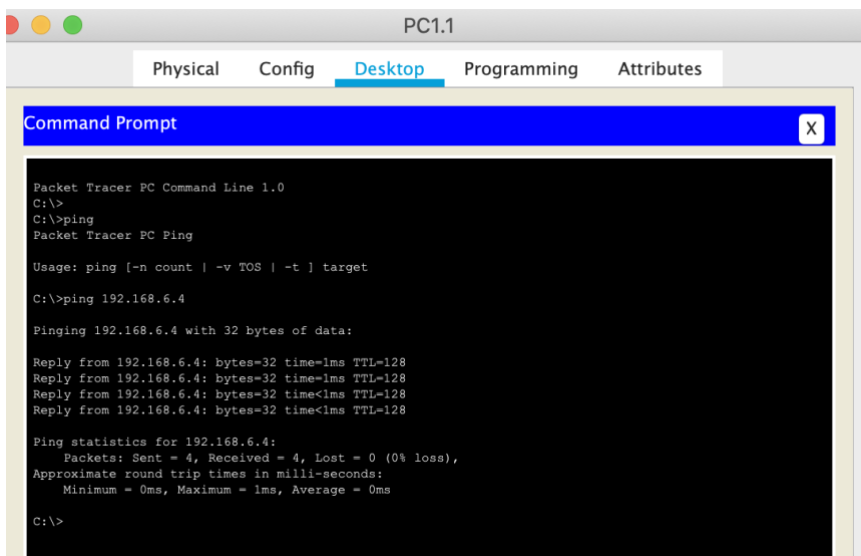 PC1.1
Physical Config Desktop Programming Attributes
Command Prompt
X
Packet Tracer PC Command Line 1.0
C:\>
C:\>ping
Packet Tracer PC Ping
Usage: ping [-n count | -v TOS | -t ] target
C:\>ping 192.168.6.4
Pinging 192.168.6.4 with 32 bytes of data:
Reply from 192.168.6.4: bytes=32 time=1ms TTL=128
Reply from 192.168.6.4: bytes=32 time=1ms TTL=128
Reply from 192.168.6.4: bytes=32 time<1ms TTL=128
Reply from 192.168.6.4: bytes=32 time<1ms TTL=128
Ping statistics for 192.168.6.4:
Packets: Sent = 4, Received = 4, Lost = 0 (0% loss),
Approximate round trip times in milli-seconds:
Minimum = 0ms, Maximum = 1ms, Average = 0ms
C:\>